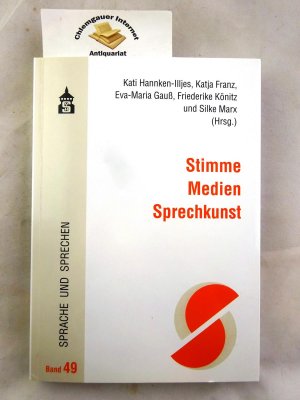 Chiemgauer Internet
Antiquariat
Kati Hannken-Illjes, Katja Franz,
Eva-Maria Gauß, Friederike Könitz
und Silke Marx
(Hrsg.)
Stimme
Medien
Sprechkunst
SPRACHE UND SPRECHEN
Band 49